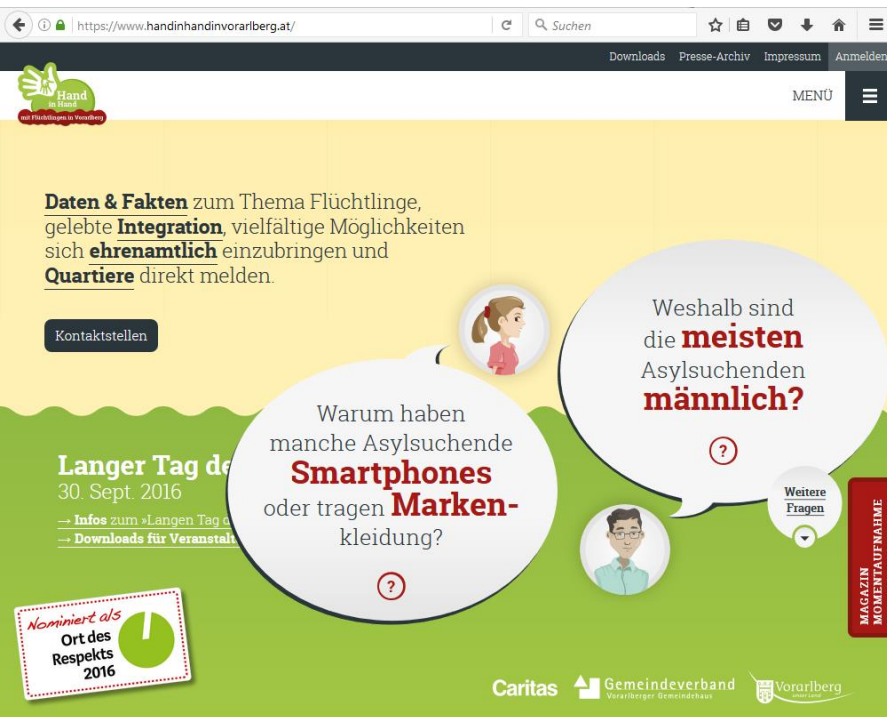 https://www.handinhandinvorarlberg.at/
Suchen
Downloads Presse-Archiv Impressum Anmelden
Hand
in Hand
mit Flüchtlingen in Vorarlberg
MENÜ
Daten & Fakten zum Thema Flüchtlinge,
gelebte Integration, vielfältige Möglichkeiten
sich ehrenamtlich einzubringen und
Quartiere direkt melden.
Kontaktstellen
Weshalb sind
die meisten
Asylsuchenden
männlich?
?
Warum haben
manche Asylsuchende
Smartphones
oder tragen Marken-
kleidung?
?
Langer Tag de
30. Sept. 2016
→ Infos zum »Langen Tag d
→ Downloads für Veranstalt
Weitere
Fragen
MAGAZIN
MOMENTAUFNAHME
Nominiert als
Ort des
Respekts
2016
Caritas
Gemeindeverband
Vorarlberger Gemeindehaus
Vorarlberg
unser Land